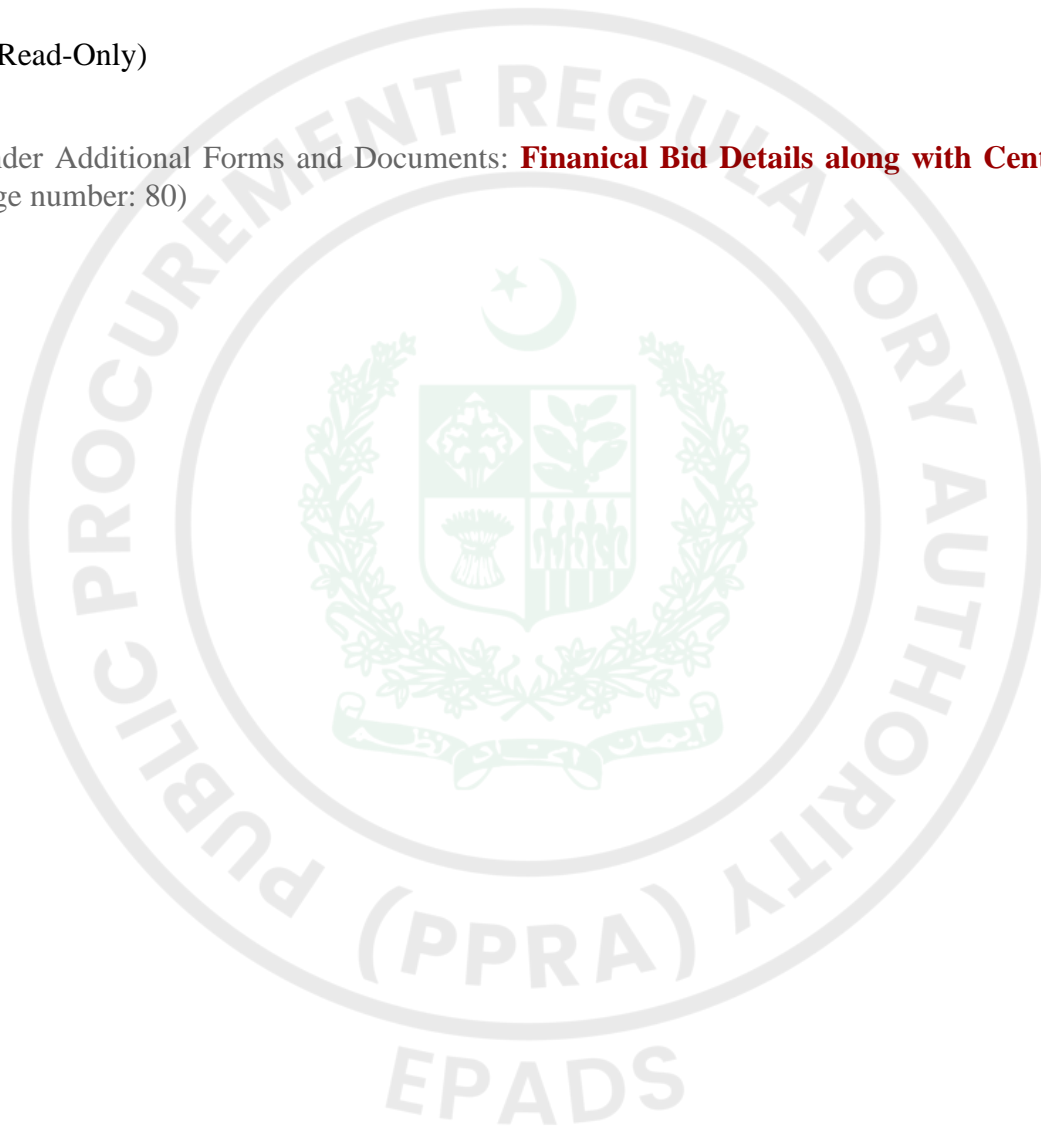 Read-Only)
nder Additional Forms and Documents: Finanical Bid Details along with Cent
ge number: 80)
PUBLIC PROCUREMENT REGULATORY AUTHORITY
(PPRA)
EPADS